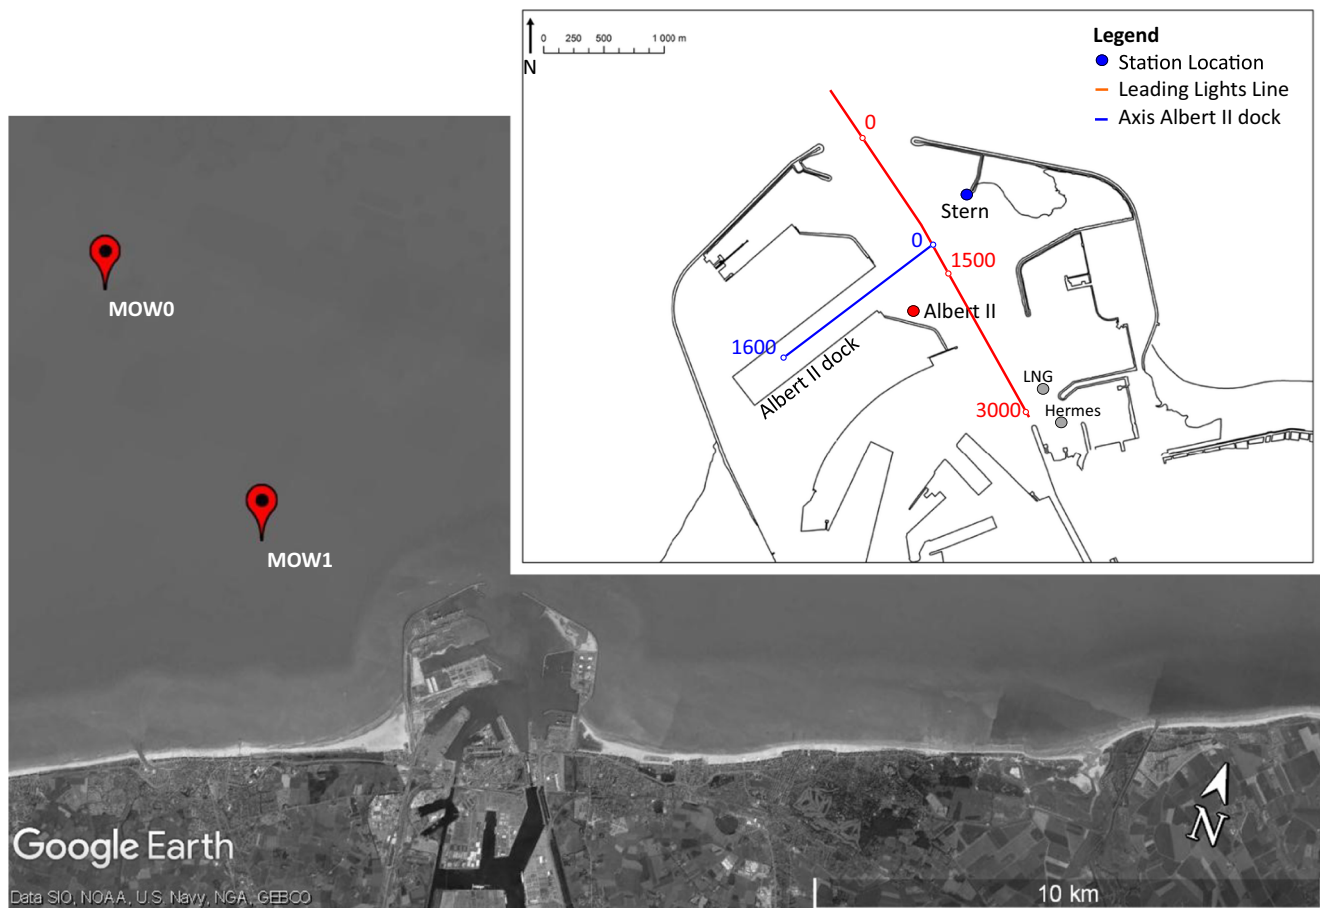 0 250 500 1 000 m
N
Legend
Station Location
Leading Lights Line
Axis Albert II dock
0
Stern
0
1500
Albert II
1600
Albert II dock
LNG
3000
Hermes
MOW0
MOW1
Google Earth
N
Data SIO, NOAA, U.S. Navy, NGA, GEBCO
10 km